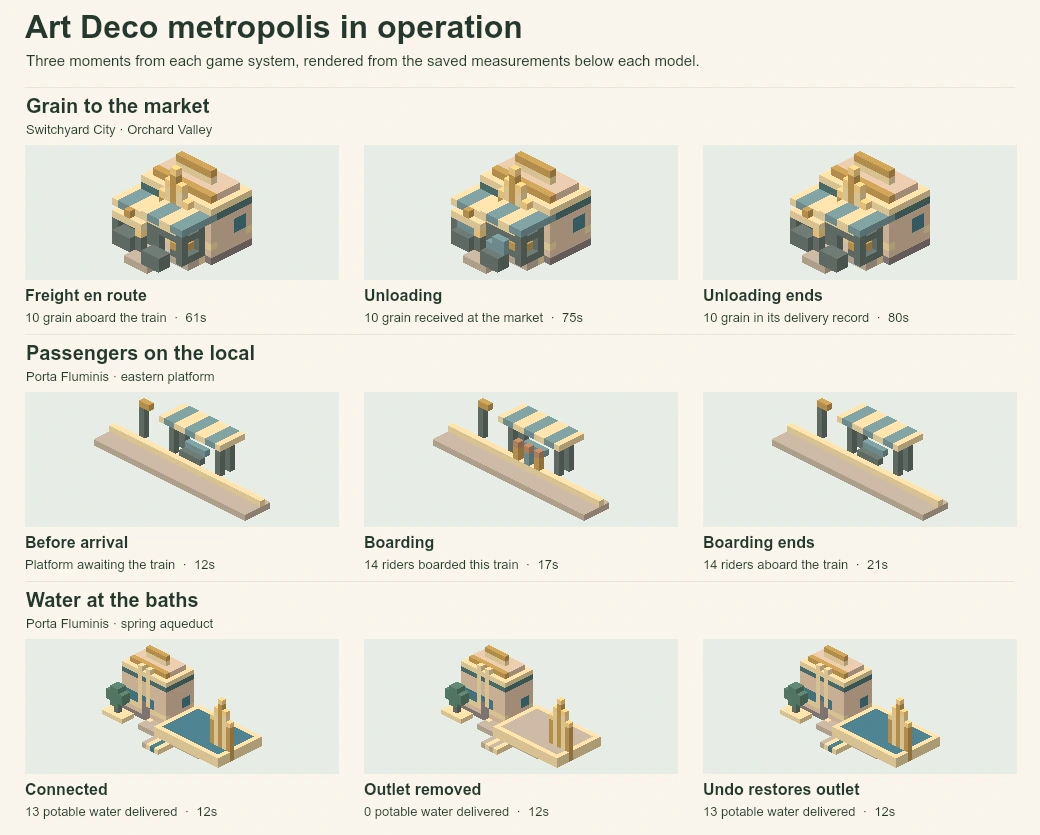 Art Deco metropolis in operation
Three moments from each game system, rendered from the saved measurements below each model.
Grain to the market
Switchyard City · Orchard Valley
Freight en route
10 grain aboard the train · 61s
Unloading
10 grain received at the market · 75s
Unloading ends
10 grain in its delivery record · 80s
Passengers on the local
Porta Fluminis · eastern platform
Before arrival
Platform awaiting the train · 12s
Boarding
14 riders boarded this train · 17s
Boarding ends
14 riders aboard the train · 21s
Water at the baths
Porta Fluminis · spring aqueduct
Connected
13 potable water delivered · 12s
Outlet removed
0 potable water delivered · 12s
Undo restores outlet
13 potable water delivered · 12s